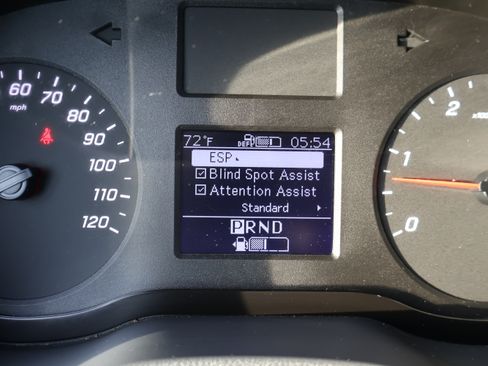 60
70
80
mph
90
100
120
120
72°F DEF 05:54
ESP
Blind Spot Assist
Attention Assist
Standard
PRND
2
1
0